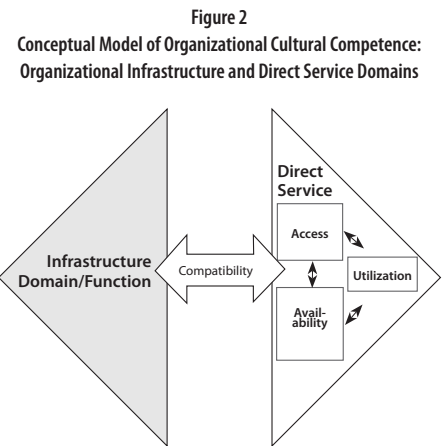 Figure 2
Conceptual Model of Organizational Cultural Competence:
Organizational Infrastructure and Direct Service Domains
Infrastructure
Domain/Function
Compatibility
Direct
Service
Access
Utilization
Avail-
ability